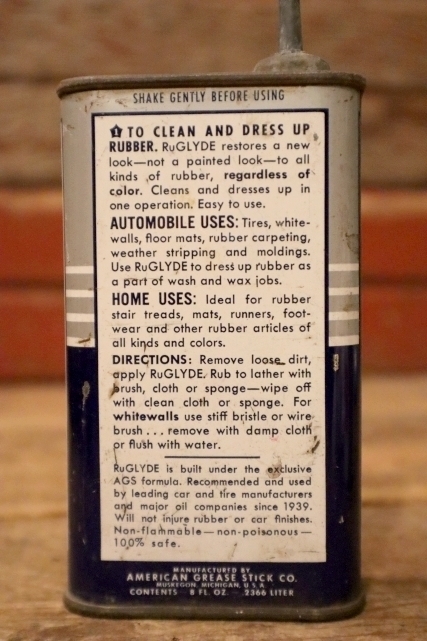 SHAKE GENTLY BEFORE USING
1 TO CLEAN AND DRESS UP
RUBBER. RuGLYDE restores a new
look—not a painted look—to all
kinds of rubber, regardless of
color. Cleans and dresses up in
one operation. Easy to use.
AUTOMOBILE USES: Tires, white-
walls, floor mats, rubber carpeting,
weather stripping and moldings.
Use RuGLYDE to dress up rubber as
a part of wash and wax jobs.
HOME USES: Ideal for rubber
stair treads, mats, runners, foot-
wear and other rubber articles of
all kinds and colors.
DIRECTIONS: Remove loose dirt,
apply RuGLYDE. Rub to lather with
brush, cloth or sponge—wipe off
with clean cloth or sponge. For
whitewalls use stiff bristle or wire
brush... remove with damp cloth
or flush with water.
RuGLYDE is built under the exclusive
AGS formula. Recommended and used
by leading car and tire manufacturers
and major oil companies since 1939.
Will not injure rubber or car finishes.
Non-flammable—non-poisonous—
100% safe.
MANUFACTURED BY
AMERICAN GREASE STICK CO.
MUSKEGON, MICHIGAN, U.S.A.
CONTENTS 8 FL. OZ. .2366 LITER